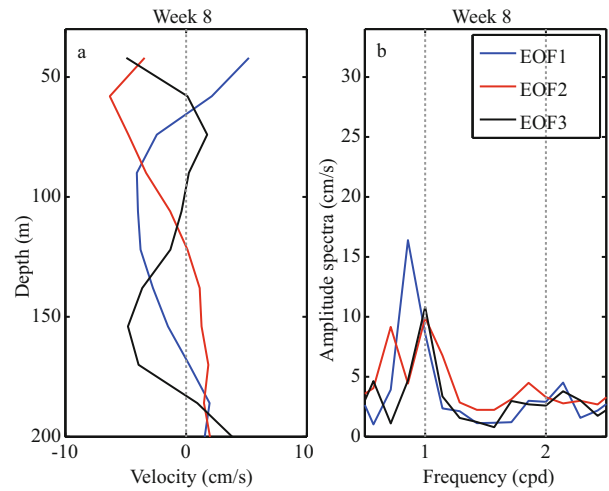 Week 8
a
50
100
150
200
Depth (m)
-10
0
10
Velocity (cm/s)
Week 8
b
EOF1
EOF2
EOF3
30
25
20
15
10
5
0
Amplitude spectra (cm/s)
1
2
Frequency (cpd)